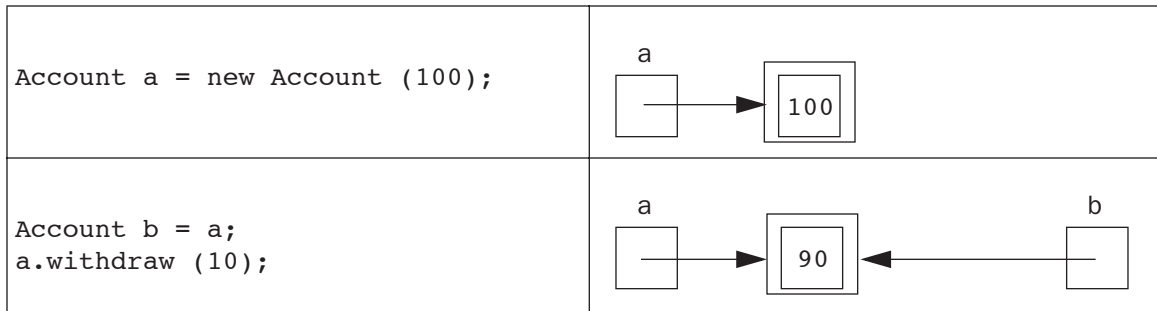 Account a = new Account (100);
a
100
Account b = a;
a.withdraw (10);
a
90
b